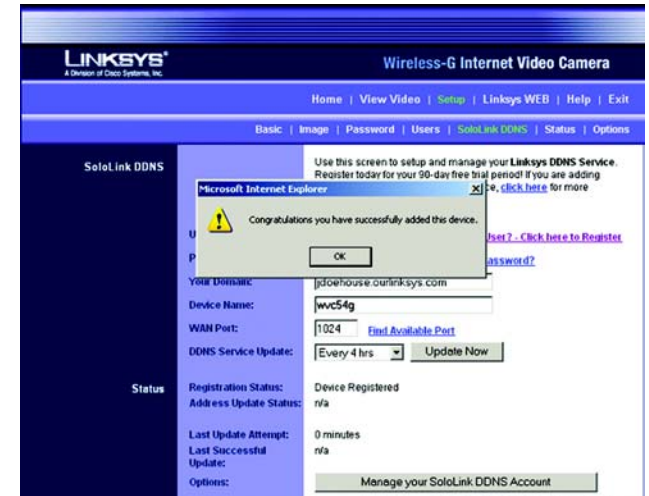 LINKSYS®
A Division of Cisco Systems, Inc.
Wireless-G Internet Video Camera
Home | View Video | Setup | Linksys WEB | Help | Exit
Basic | Image | Password | Users | SoloLink DDNS | Status | Options
SoloLink DDNS
Use this screen to setup and manage your Linksys DDNS Service.
Register today for your 90-day free trial period! If you are adding
ce, click here for more
Microsoft Internet Explorer
Congratulations you have successfully added this device.
OK
U
User? - Click here to Register
P
assword?
Your Domain: jdoehouse.ourlinksys.com
Device Name: wvc54g
WAN Port: 1024 Find Available Port
DDNS Service Update: Every 4 hrs Update Now
Status
Registration Status: Device Registered
Address Update Status: n/a
Last Update Attempt: 0 minutes
Last Successful Update: n/a
Options: Manage your SoloLink DDNS Account